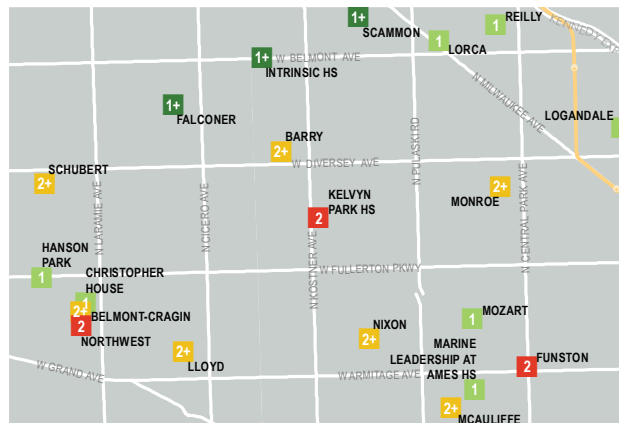 1+
SCAMMON
1
REILLY
KENNEDY EXP
1
LORCA
W BELMONT AVE
1+
INTRINSIC HS
N MILWAUKEE AVE
1+
FALCONER
LOGANDALE
N PULASKI RD
2+
BARRY
W DIVERSEY AVE
SCHUBERT
2+
N LARAMIE AVE
N CICERO AVE
N KOSTNER AVE
KELVYN
PARK HS
2
2+
MONROE
N CENTRAL PARK AVE
HANSON
PARK
1
CHRISTOPHER
HOUSE
1
W FULLERTON PKWY
2+
BELMONT-CRAGIN
2
NORTHWEST
1
MOZART
2+
NIXON
2+
LLOYD
W GRAND AVE
MARINE
LEADERSHIP AT
AMES HS
1
W ARMITAGE AVE
2
FUNSTON
2+
MCAULIFFE